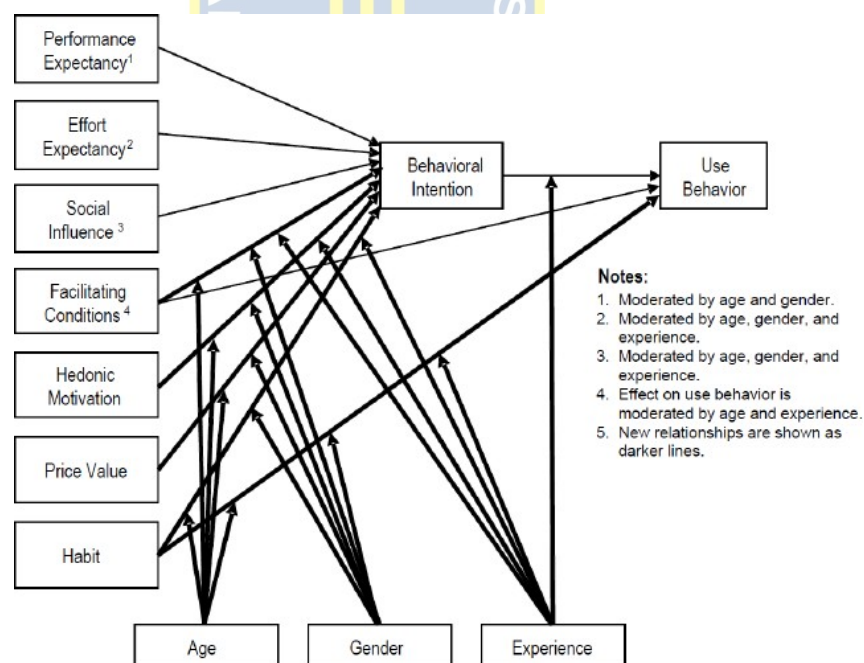 Performance
Expectancy1
Effort
Expectancy2
Social
Influence 3
Facilitating
Conditions 4
Hedonic
Motivation
Price Value
Habit
Behavioral
Intention
Use
Behavior
Notes:
1. Moderated by age and gender.
2. Moderated by age, gender, and
experience.
3. Moderated by age, gender, and
experience.
4. Effect on use behavior is
moderated by age and experience.
5. New relationships are shown as
darker lines.
Age
Gender
Experience